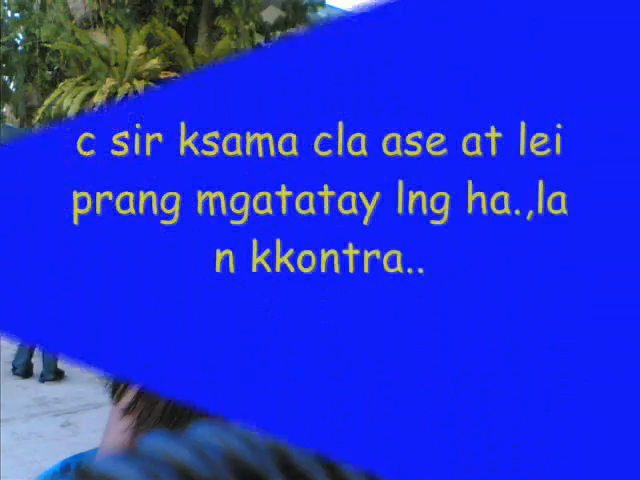 c sir ksama cla ase at lei
prang mgatatay lng ha.,la
n kkontra..